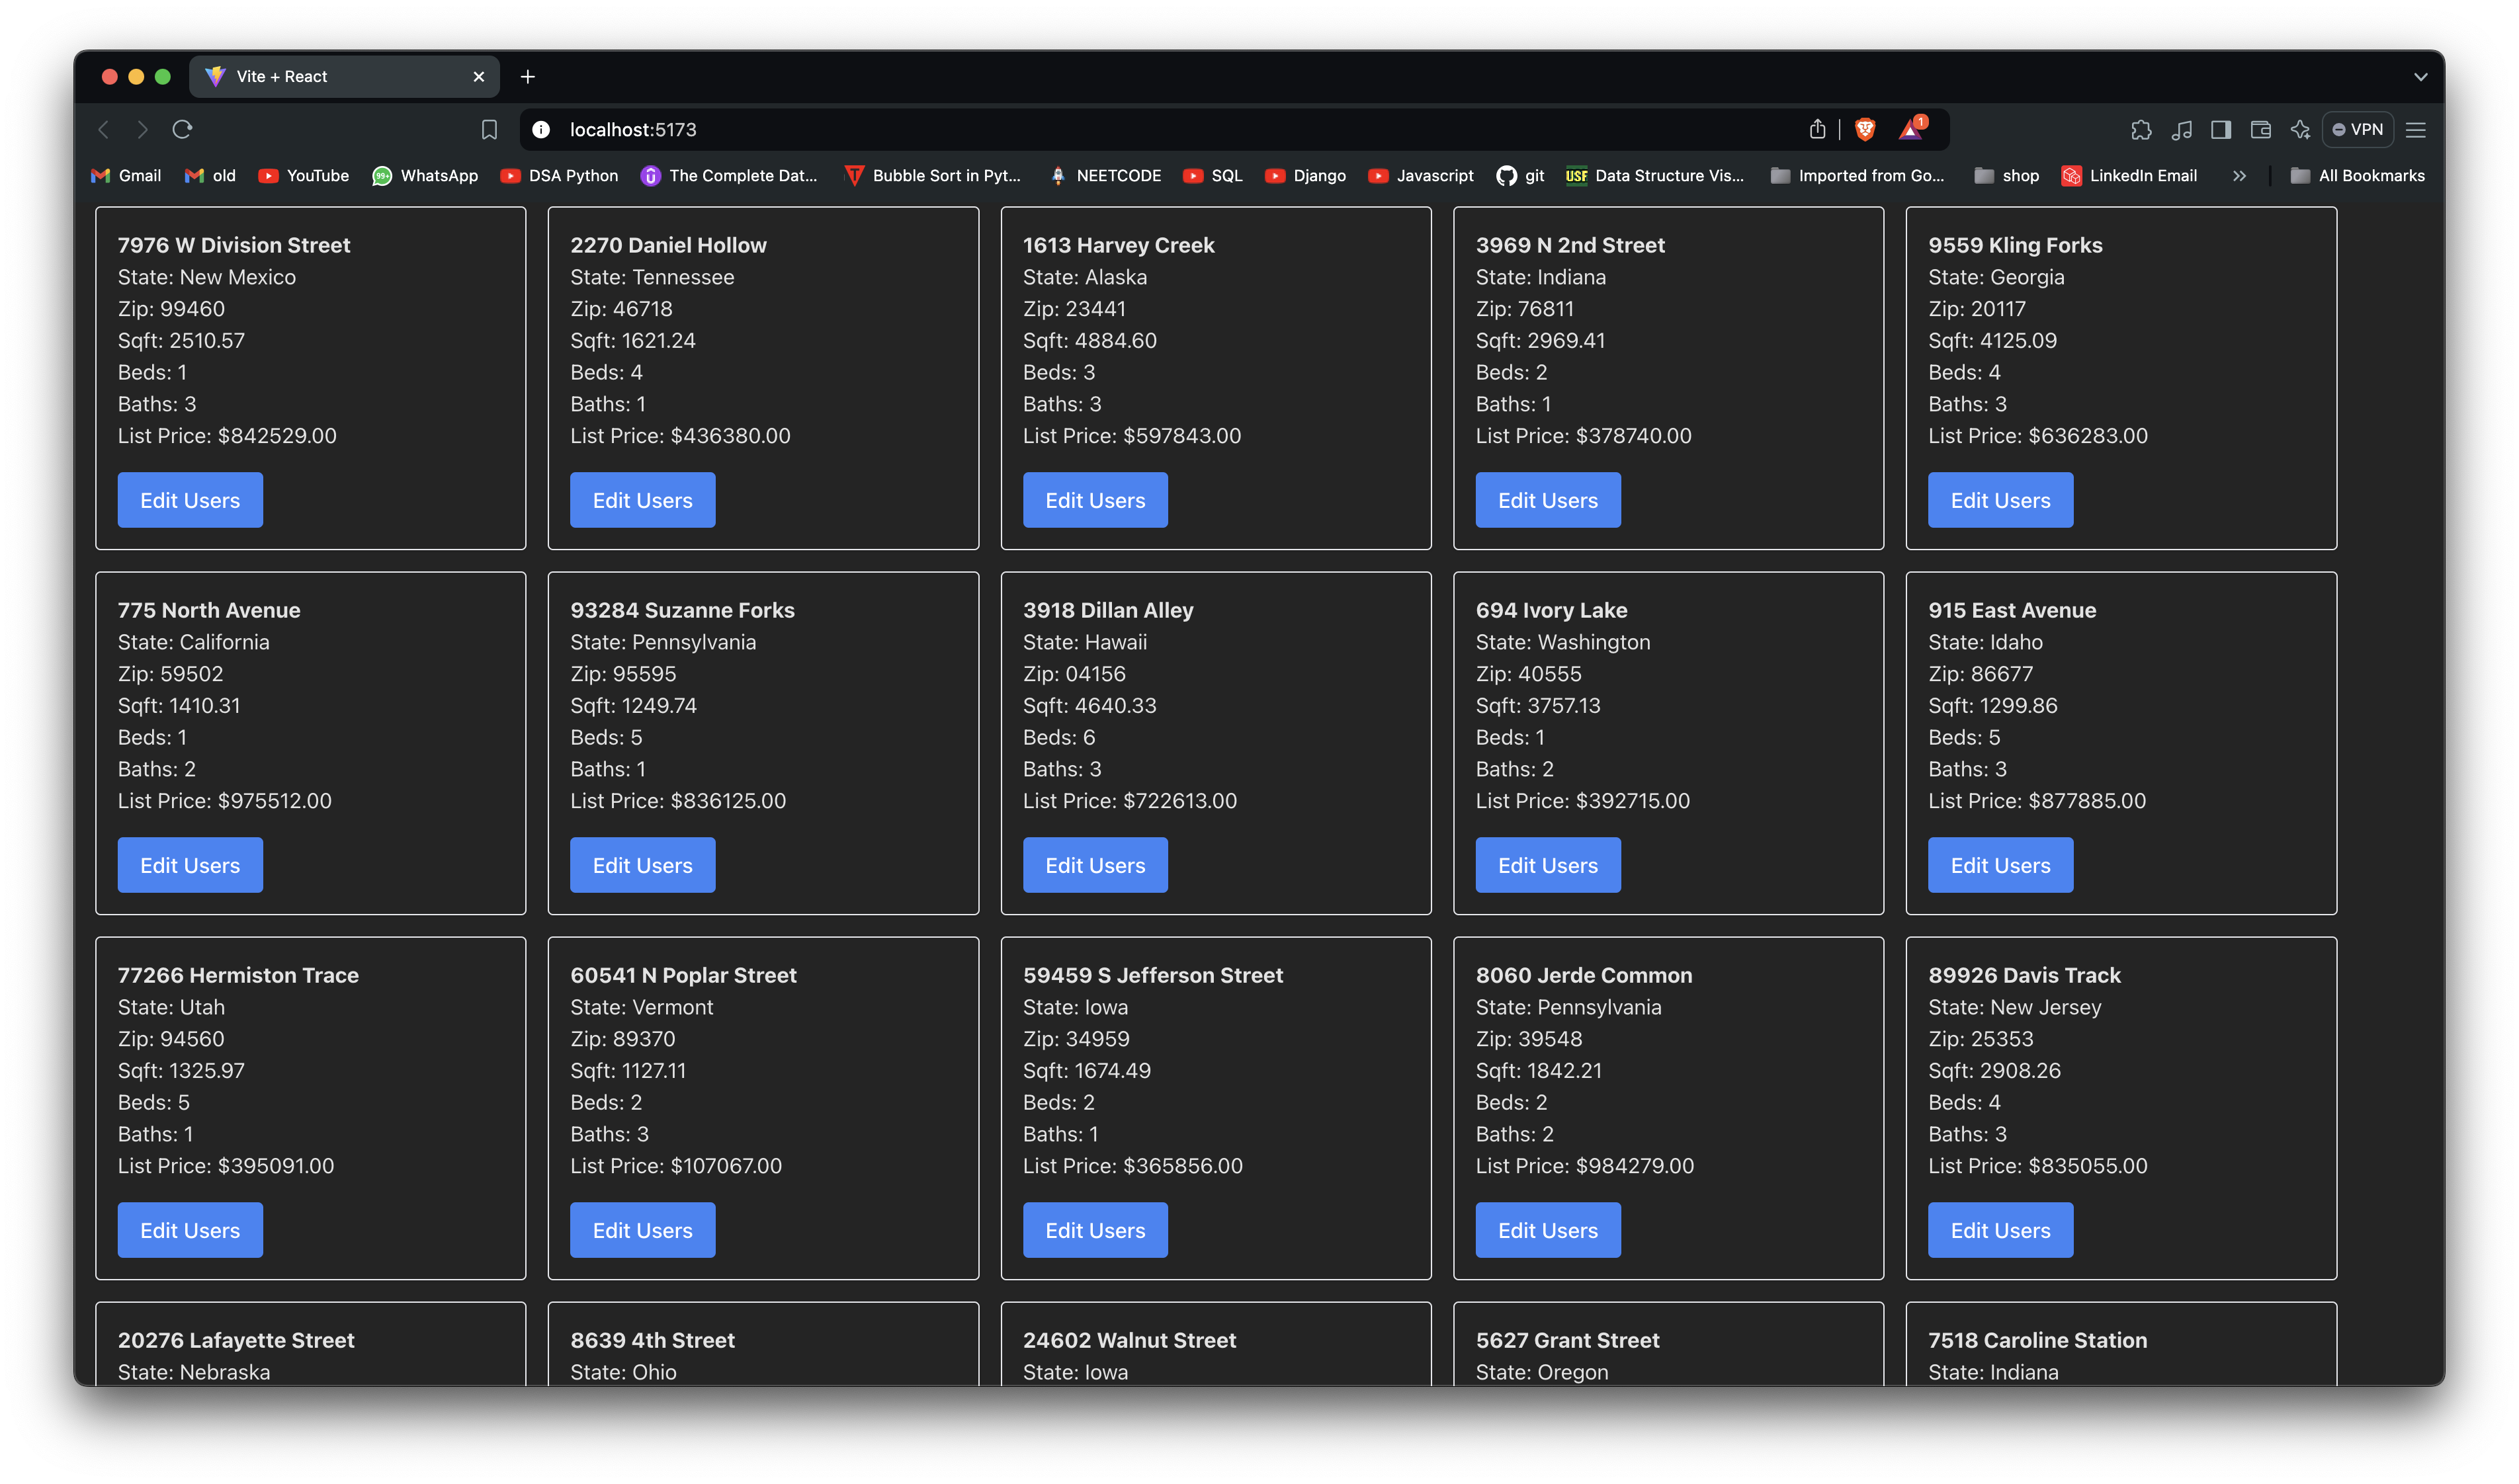 Vite + React
localhost:5173
1
VPN
Gmail
old
YouTube
99+
WhatsApp
DSA Python
The Complete Dat...
Bubble Sort in Pyt...
NEETCODE
SQL
Django
Javascript
git
USF
Data Structure Vis...
Imported from Go...
shop
LinkedIn Email
All Bookmarks
7976 W Division Street
State: New Mexico
Zip: 99460
Sqft: 2510.57
Beds: 1
Baths: 3
List Price: $842529.00
Edit Users
2270 Daniel Hollow
State: Tennessee
Zip: 46718
Sqft: 1621.24
Beds: 4
Baths: 1
List Price: $436380.00
Edit Users
1613 Harvey Creek
State: Alaska
Zip: 23441
Sqft: 4884.60
Beds: 3
Baths: 3
List Price: $597843.00
Edit Users
3969 N 2nd Street
State: Indiana
Zip: 76811
Sqft: 2969.41
Beds: 2
Baths: 1
List Price: $378740.00
Edit Users
9559 Kling Forks
State: Georgia
Zip: 20117
Sqft: 4125.09
Beds: 4
Baths: 3
List Price: $636283.00
Edit Users
775 North Avenue
State: California
Zip: 59502
Sqft: 1410.31
Beds: 1
Baths: 2
List Price: $975512.00
Edit Users
93284 Suzanne Forks
State: Pennsylvania
Zip: 95595
Sqft: 1249.74
Beds: 5
Baths: 1
List Price: $836125.00
Edit Users
3918 Dillan Alley
State: Hawaii
Zip: 04156
Sqft: 4640.33
Beds: 6
Baths: 3
List Price: $722613.00
Edit Users
694 Ivory Lake
State: Washington
Zip: 40555
Sqft: 3757.13
Beds: 1
Baths: 2
List Price: $392715.00
Edit Users
915 East Avenue
State: Idaho
Zip: 86677
Sqft: 1299.86
Beds: 5
Baths: 3
List Price: $877885.00
Edit Users
77266 Hermiston Trace
State: Utah
Zip: 94560
Sqft: 1325.97
Beds: 5
Baths: 1
List Price: $395091.00
Edit Users
60541 N Poplar Street
State: Vermont
Zip: 89370
Sqft: 1127.11
Beds: 2
Baths: 3
List Price: $107067.00
Edit Users
59459 S Jefferson Street
State: Iowa
Zip: 34959
Sqft: 1674.49
Beds: 2
Baths: 1
List Price: $365856.00
Edit Users
8060 Jerde Common
State: Pennsylvania
Zip: 39548
Sqft: 1842.21
Beds: 2
Baths: 2
List Price: $984279.00
Edit Users
89926 Davis Track
State: New Jersey
Zip: 25353
Sqft: 2908.26
Beds: 4
Baths: 3
List Price: $835055.00
Edit Users
20276 Lafayette Street
State: Nebraska
8639 4th Street
State: Ohio
24602 Walnut Street
State: Iowa
5627 Grant Street
State: Oregon
7518 Caroline Station
State: Indiana